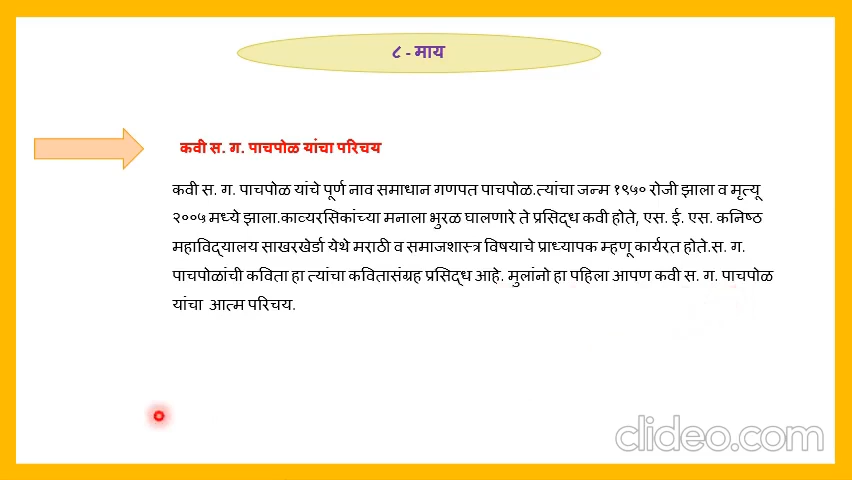 ८ - माय
कवी स. ग. पाचपोळ यांचा परिचय
कवी स. ग. पाचपोळ यांचे पूर्ण नाव समाधान गणपत पाचपोळ.त्यांचा जन्म १९५० रोजी झाला व मृत्यू
२००५ मध्ये झाला.काव्यरसिकांच्या मनाला भुरळ घालणारे ते प्रसिद्ध कवी होते, एस. ई. एस. कनिष्ठ
महाविद्यालय साखरखेर्डा येथे मराठी व समाजशास्त्र विषयाचे प्राध्यापक म्हणू कार्यरत होते.स. ग.
पाचपोळांची कविता हा त्यांचा कवितासंग्रह प्रसिद्ध आहे. मुलांनो हा पहिला आपण कवी स. ग. पाचपोळ
यांचा आत्म परिचय.
clideo.com